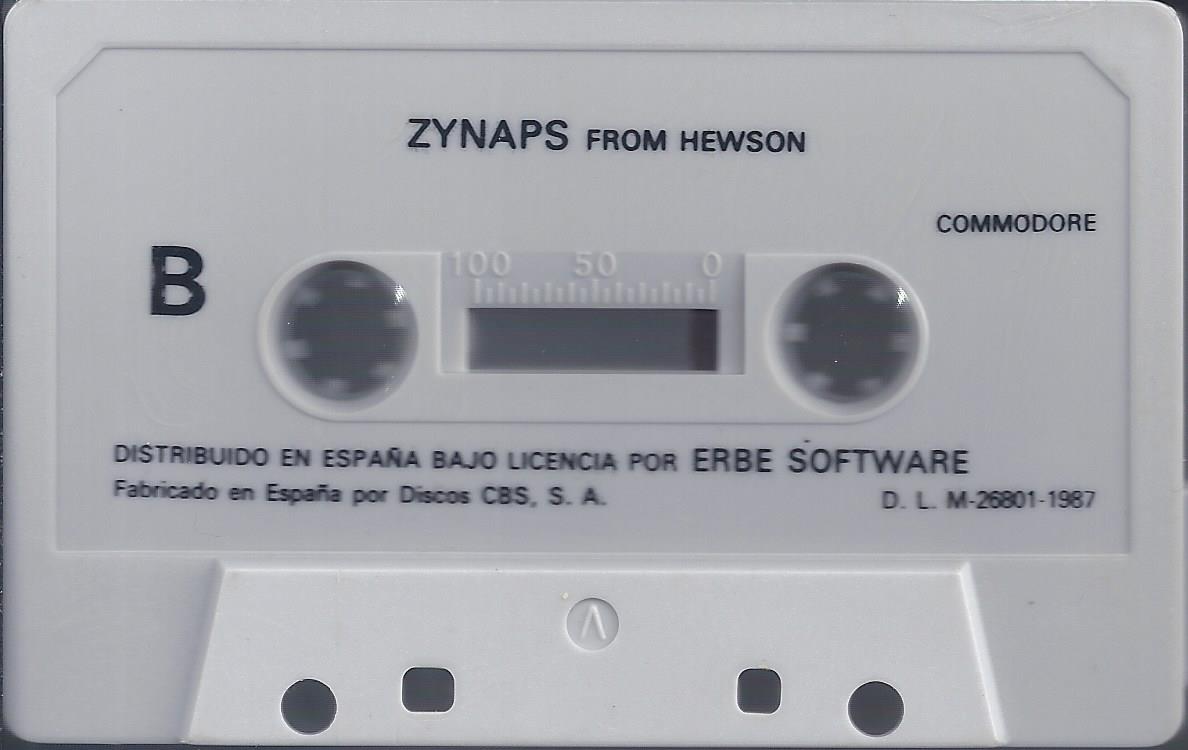 ZYNAPS FROM HEWSON
COMMODORE
B
100 50 0
DISTRIBUIDO EN ESPAÑA BAJO LICENCIA POR ERBE SOFTWARE
Fabricado en España por Discos CBS, S. A.
D. L. M-26801-1987